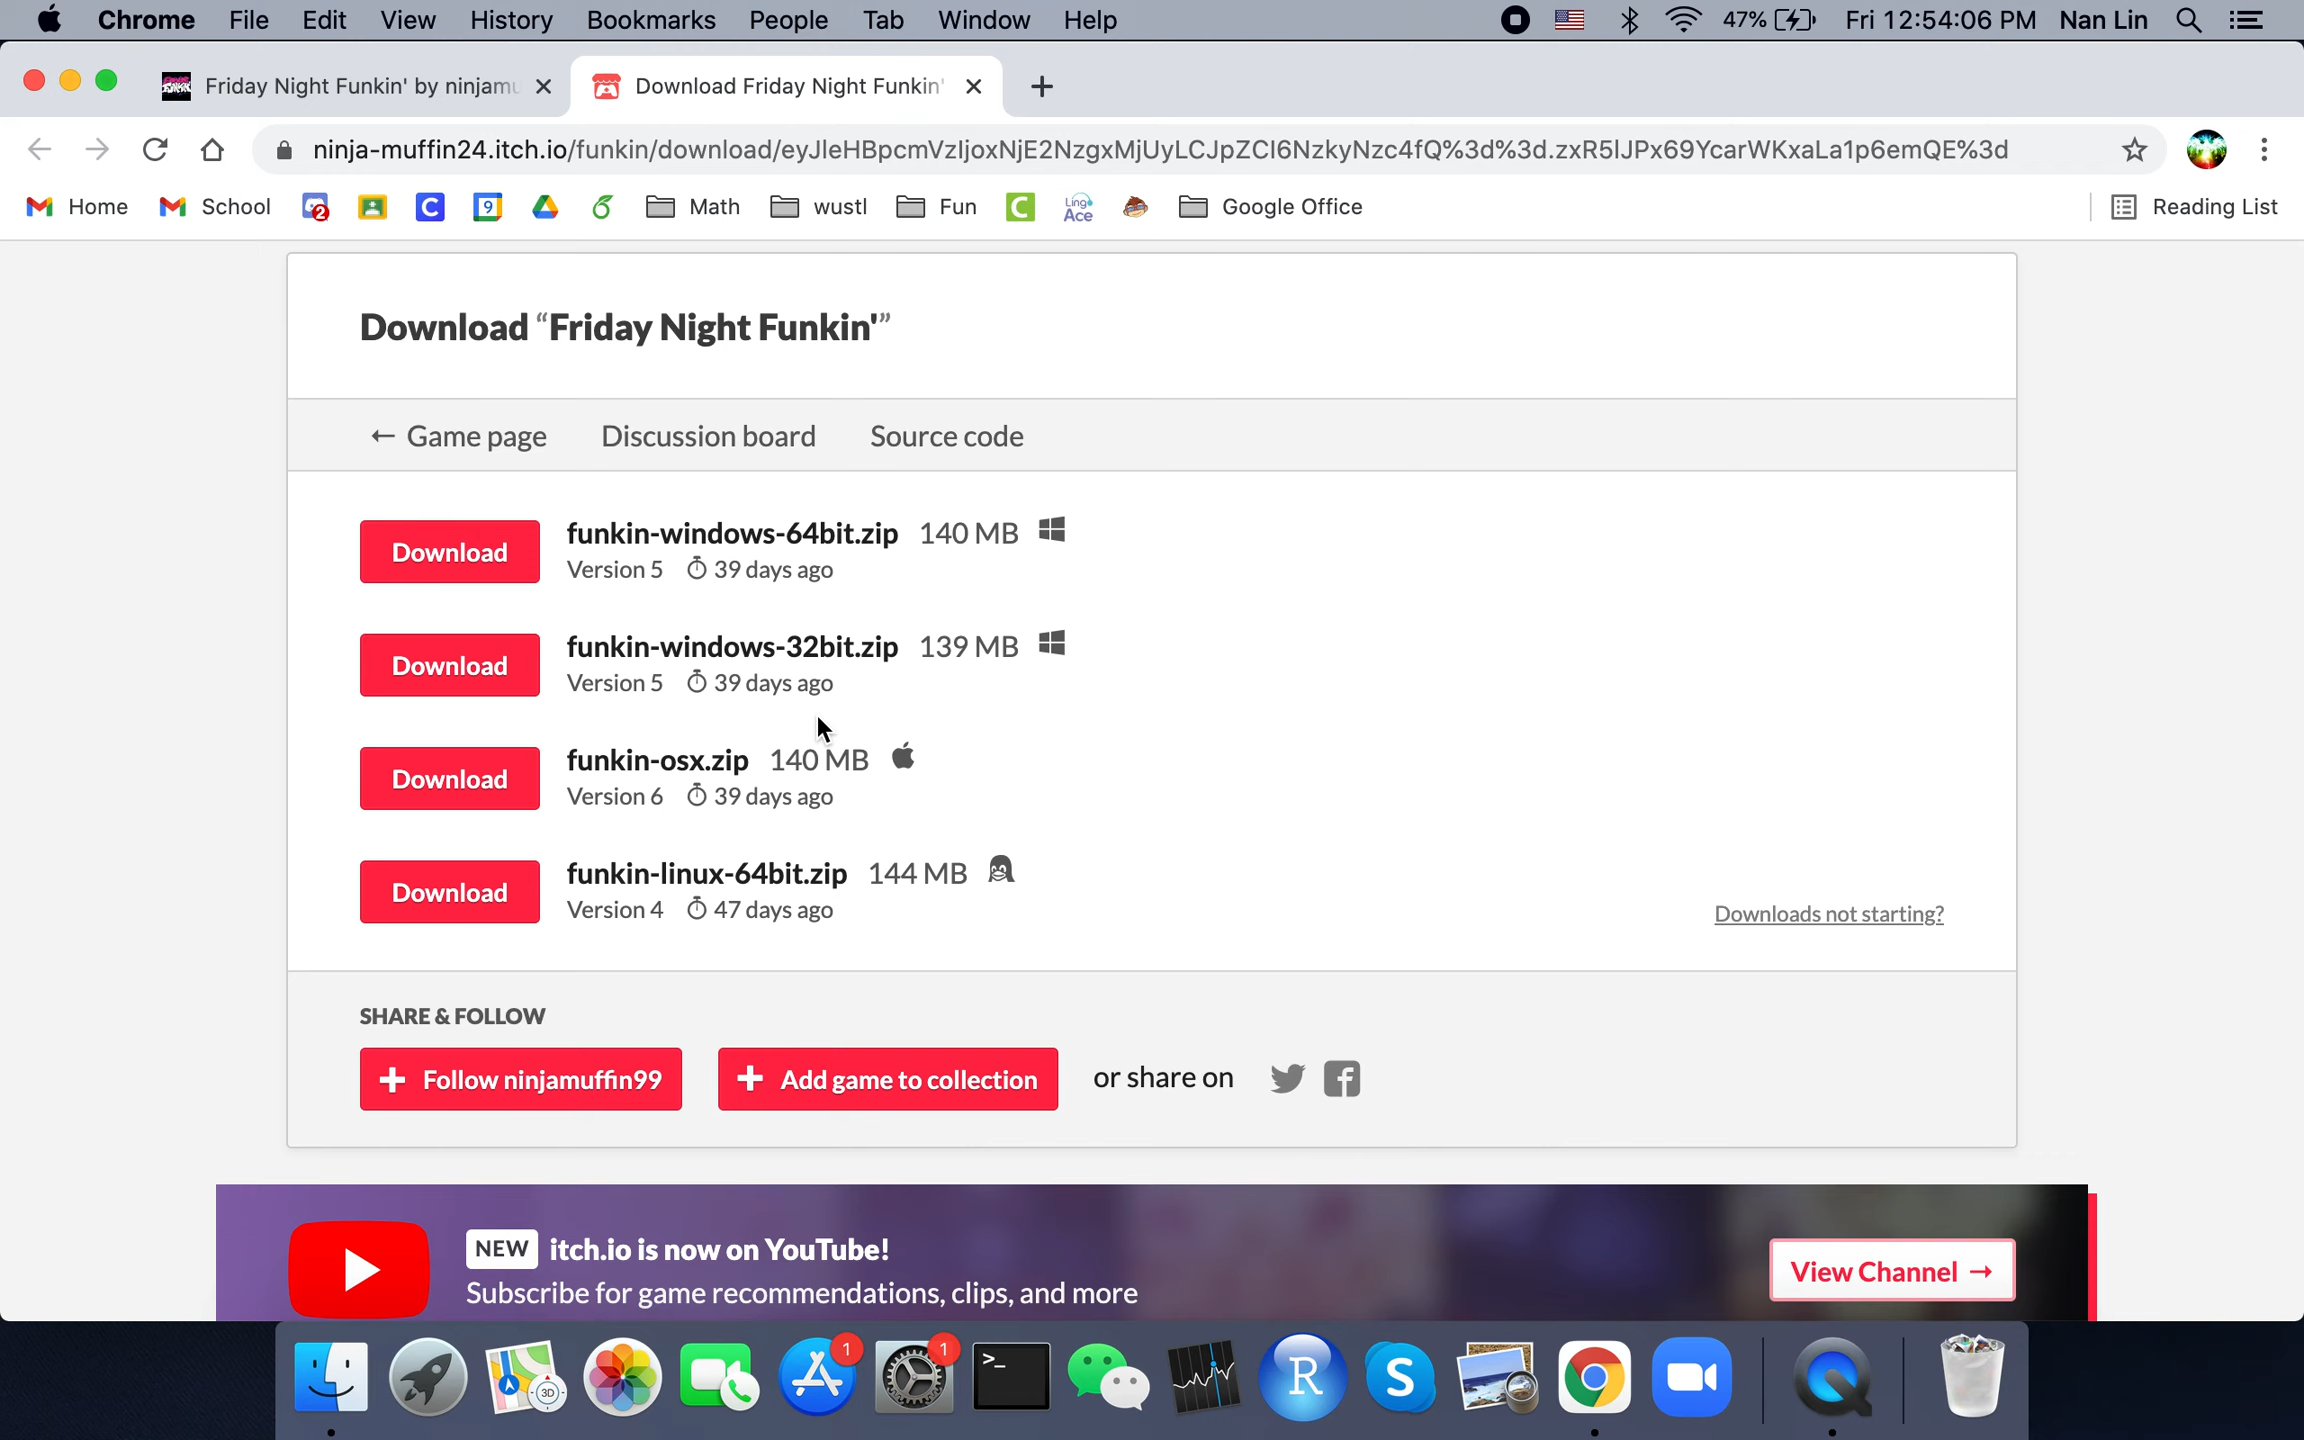 Chrome File Edit View History Bookmarks People Tab Window Help 47% Fri 12:54:06 PM Nan Lin
Friday Night Funkin' by ninjamu Download Friday Night Funkin'
ninja-muffin24.itch.io/funkin/download/eyJleHBpcmVzIjoxNjE2NzgxMjUyLCJpZCI6NzkyNzc4fQ%3d%3d.zxR5lJPx69YcarWKxaLa1p6emQE%3d
Home School 2 C 9 Math wustl Fun C Ling Ace Google Office Reading List
Download “Friday Night Funkin'”
← Game page Discussion board Source code
Download funkin-windows-64bit.zip 140 MB
Version 5 39 days ago
Download funkin-windows-32bit.zip 139 MB
Version 5 39 days ago
Download funkin-osx.zip 140 MB
Version 6 39 days ago
Download funkin-linux-64bit.zip 144 MB
Version 4 47 days ago
Downloads not starting?
SHARE & FOLLOW
+ Follow ninjamuffin99 + Add game to collection or share on
NEW itch.io is now on YouTube!
Subscribe for game recommendations, clips, and more
View Channel →
3D 1 1 >_ R S